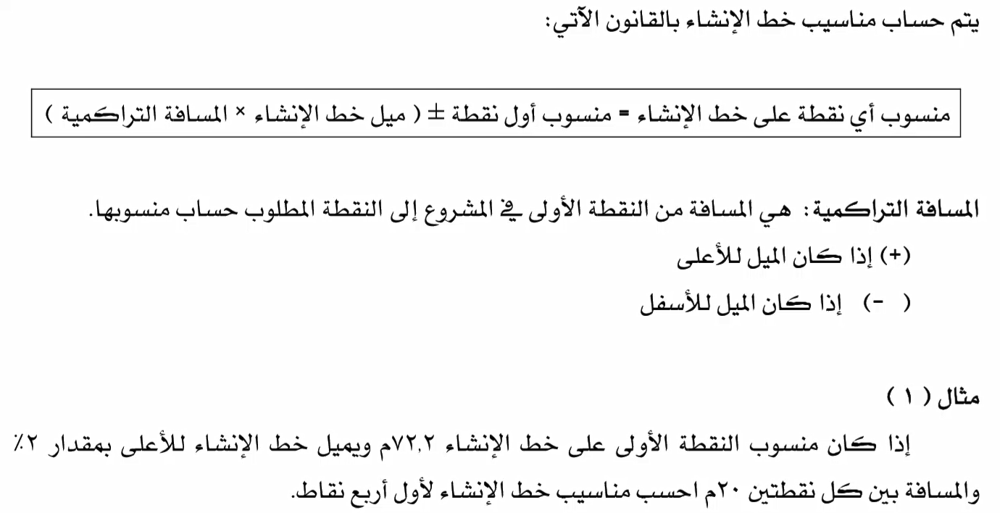 يتم حساب مناسيب خط الإنشاء بالقانون الآتي:
منسوب أي نقطة على خط الإنشاء = منسوب أول نقطة ± ( ميل خط الإنشاء × المسافة التراكمية )
المسافة التراكمية: هي المسافة من النقطة الأولى في المشروع إلى النقطة المطلوب حساب منسوبها.
(+) إذا كان الميل للأعلى
( -) إذا كان الميل للأسفل
مثال ( ١ )
إذا كان منسوب النقطة الأولى على خط الإنشاء ٧٢,٢م ويميل خط الإنشاء للأعلى بمقدار ٢٪
والمسافة بين كل نقطتين ٢٠م احسب مناسيب خط الإنشاء لأول أربع نقاط.